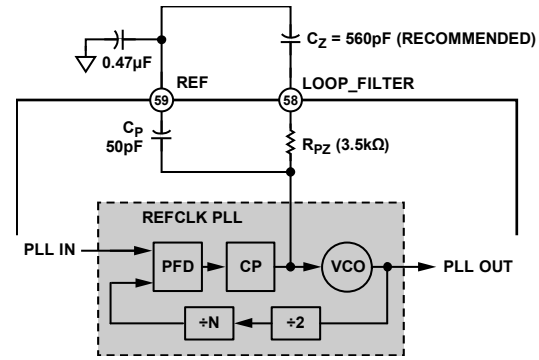 C_Z = 560pF (RECOMMENDED)
0.47µF
REF
LOOP_FILTER
59
58
C_P
50pF
R_PZ (3.5kΩ)
REFCLK PLL
PLL IN
PFD
CP
VCO
PLL OUT
÷N
÷2